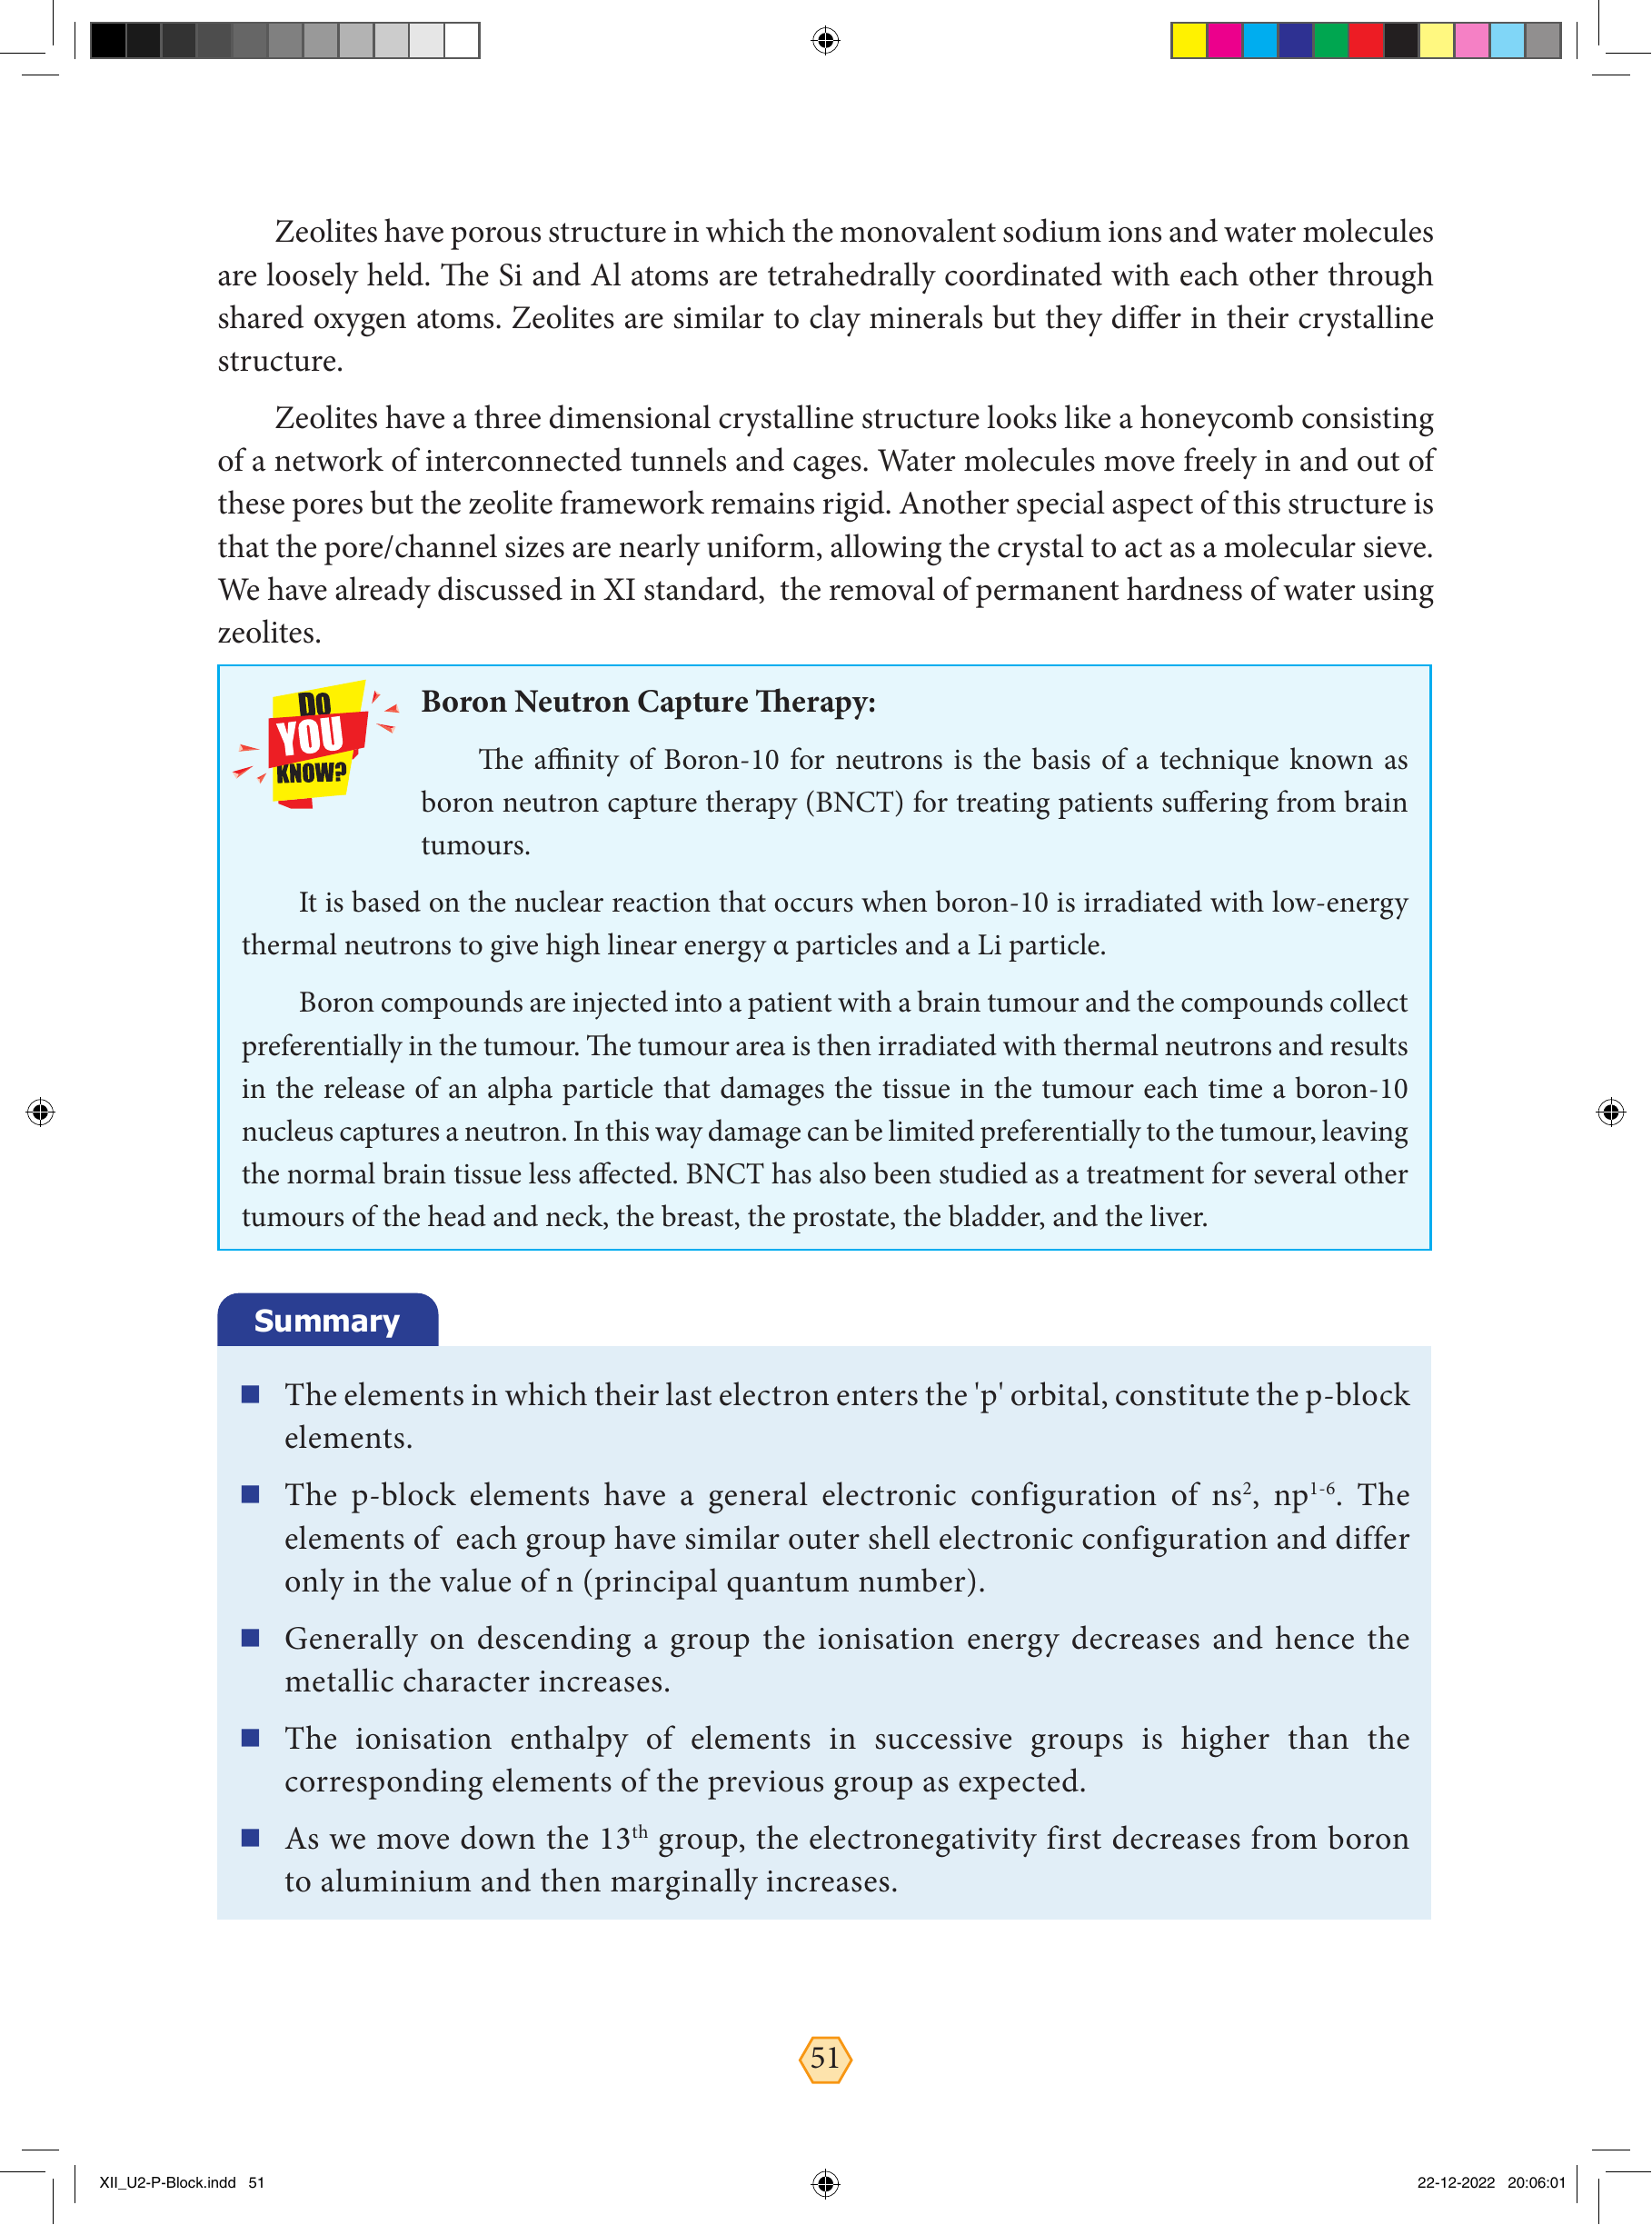 Zeolites have porous structure in which the monovalent sodium ions and water molecules
are loosely held. The Si and Al atoms are tetrahedrally coordinated with each other through
shared oxygen atoms. Zeolites are similar to clay minerals but they differ in their crystalline
structure.
Zeolites have a three dimensional crystalline structure looks like a honeycomb consisting
of a network of interconnected tunnels and cages. Water molecules move freely in and out of
these pores but the zeolite framework remains rigid. Another special aspect of this structure is
that the pore/channel sizes are nearly uniform, allowing the crystal to act as a molecular sieve.
We have already discussed in XI standard,  the removal of permanent hardness of water using
zeolites.
DO
YOU
KNOW?
Boron Neutron Capture Therapy:
The affinity of Boron-10 for neutrons is the basis of a technique known as
boron neutron capture therapy (BNCT) for treating patients suffering from brain
tumours.
It is based on the nuclear reaction that occurs when boron-10 is irradiated with low-energy
thermal neutrons to give high linear energy α particles and a Li particle.
Boron compounds are injected into a patient with a brain tumour and the compounds collect
preferentially in the tumour. The tumour area is then irradiated with thermal neutrons and results
in the release of an alpha particle that damages the tissue in the tumour each time a boron-10
nucleus captures a neutron. In this way damage can be limited preferentially to the tumour, leaving
the normal brain tissue less affected. BNCT has also been studied as a treatment for several other
tumours of the head and neck, the breast, the prostate, the bladder, and the liver.
Summary
■ The elements in which their last electron enters the 'p' orbital, constitute the p-block
elements.
■ The p-block elements have a general electronic configuration of ns², np¹⁻⁶. The
elements of  each group have similar outer shell electronic configuration and differ
only in the value of n (principal quantum number).
■ Generally on descending a group the ionisation energy decreases and hence the
metallic character increases.
■ The ionisation enthalpy of elements in successive groups is higher than the
corresponding elements of the previous group as expected.
■ As we move down the 13ᵗʰ group, the electronegativity first decreases from boron
to aluminium and then marginally increases.
51
XII_U2-P-Block.indd   51
22-12-2022   20:06:01